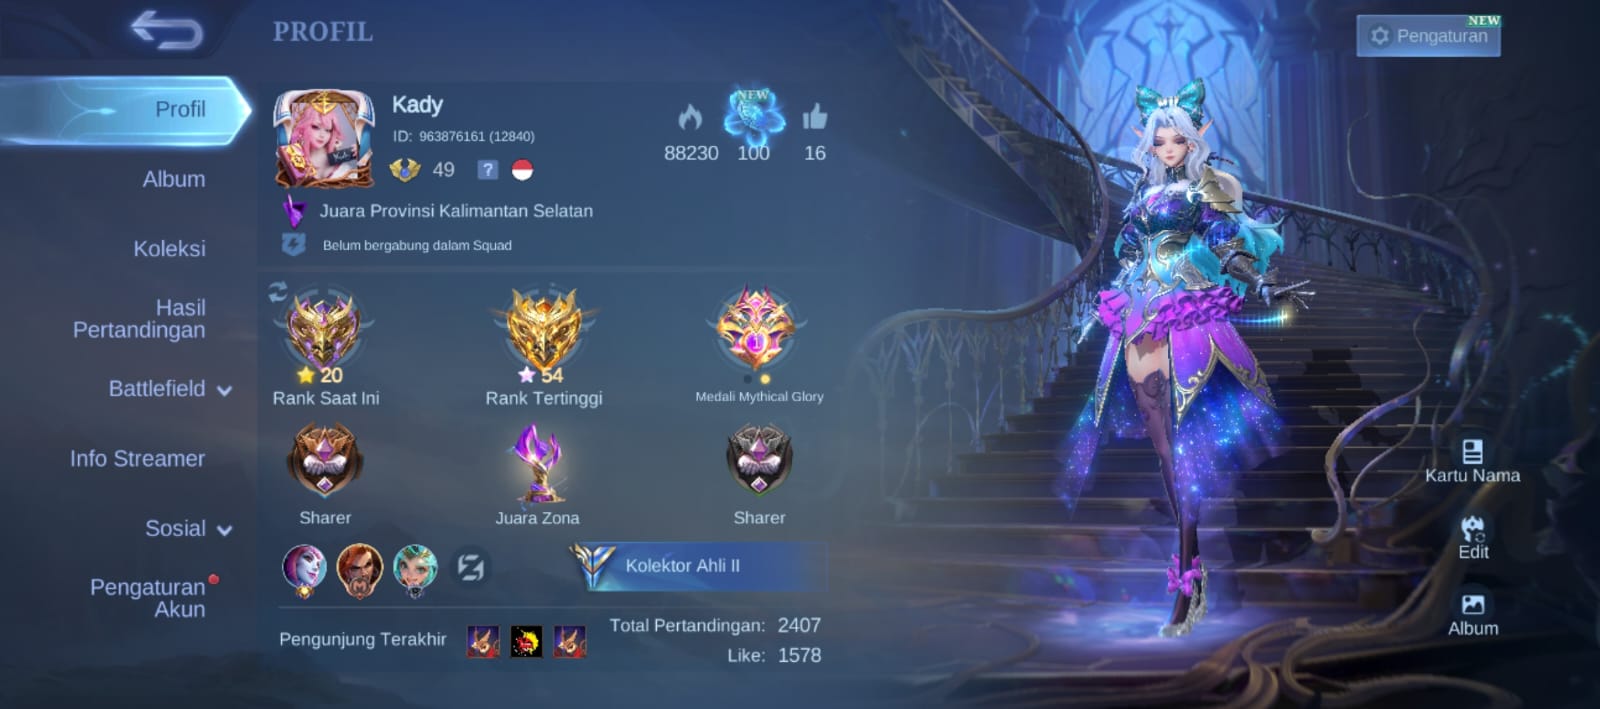 PROFIL
NEW
Pengaturan
Profil
Album
Koleksi
Hasil
Pertandingan
Battlefield
Info Streamer
Sosial
Pengaturan
Akun
Kady
ID: 963876161 (12840)
49 ?
88230
NEW
100
16
Juara Provinsi Kalimantan Selatan
Belum bergabung dalam Squad
20
Rank Saat Ini
54
Rank Tertinggi
1
Medali Mythical Glory
Sharer
Juara Zona
Sharer
Kolektor Ahli II
Pengunjung Terakhir
Total Pertandingan: 2407
Like: 1578
Kartu Nama
Edit
Album